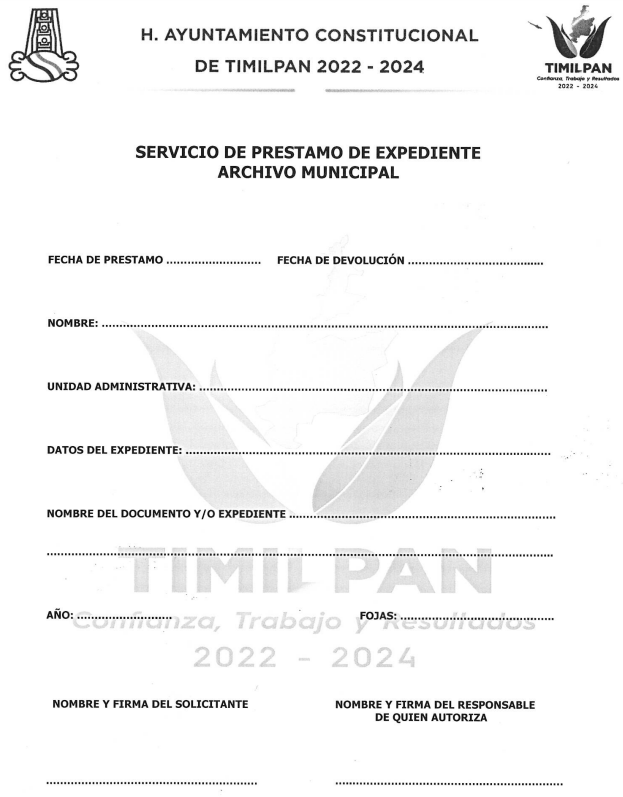 H. AYUNTAMIENTO CONSTITUCIONAL
DE TIMILPAN 2022 - 2024
TIMILPAN
Confianza, Trabajo y Resultados
2022 - 2024
SERVICIO DE PRESTAMO DE EXPEDIENTE
ARCHIVO MUNICIPAL
FECHA DE PRESTAMO ........................... FECHA DE DEVOLUCIÓN .......................................
NOMBRE: ................................................................................................................................
UNIDAD ADMINISTRATIVA: ....................................................................................................
DATOS DEL EXPEDIENTE: .........................................................................................................
NOMBRE DEL DOCUMENTO Y/O EXPEDIENTE .............................................................................
..................................................................................................................................................
TIMILPAN
AÑO: ........................... FOJAS: ............................................
Confianza, Trabajo y Resultados
2022 - 2024
NOMBRE Y FIRMA DEL SOLICITANTE NOMBRE Y FIRMA DEL RESPONSABLE
DE QUIEN AUTORIZA
............................................................. .................................................................